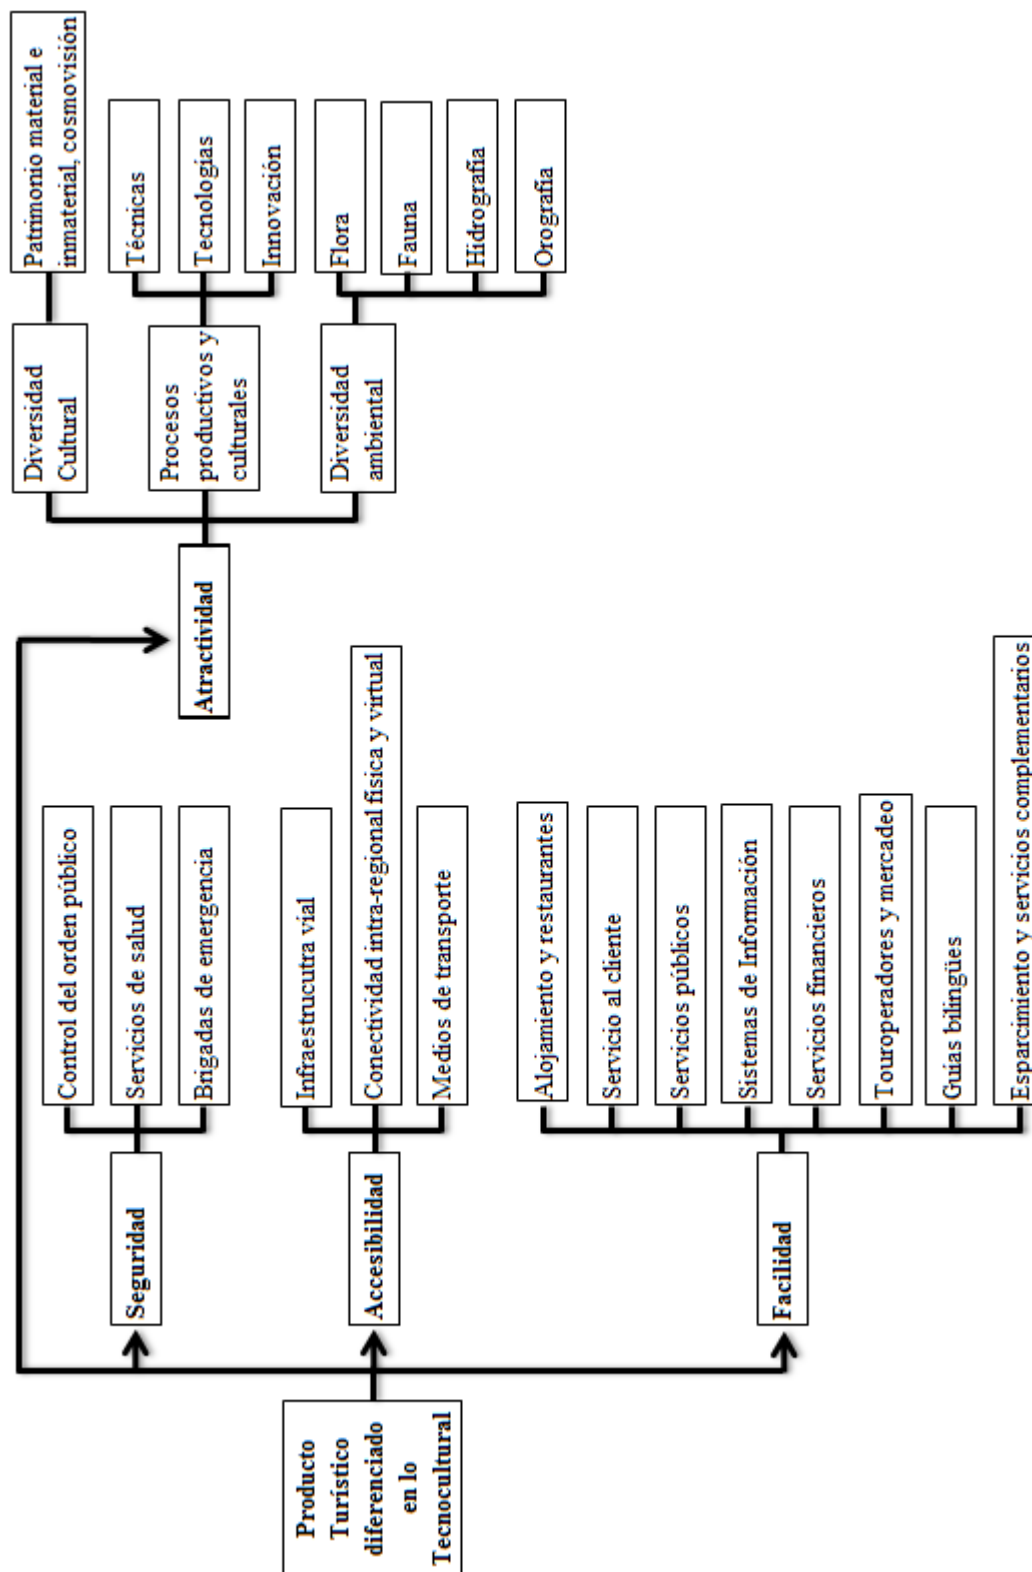 Producto
Turístico
diferenciado
en lo
Tecnocultural
Seguridad
Control del orden público
Servicios de salud
Brigadas de emergencia
Accesibilidad
Infraestrucutra vial
Conectividad intra-regional física y virtual
Medios de transporte
Facilidad
Alojamiento y restaurantes
Servicio al cliente
Servicios públicos
Sistemas de Información
Servicios financieros
Touroperadores y mercadeo
Guías bilingües
Esparcimiento y servicios complementarios
Atractividad
Diversidad
Cultural
Patrimonio material e
inmaterial, cosmovisión
Procesos
productivos y
culturales
Técnicas
Tecnologías
Innovación
Diversidad
ambiental
Flora
Fauna
Hidrografía
Orografía